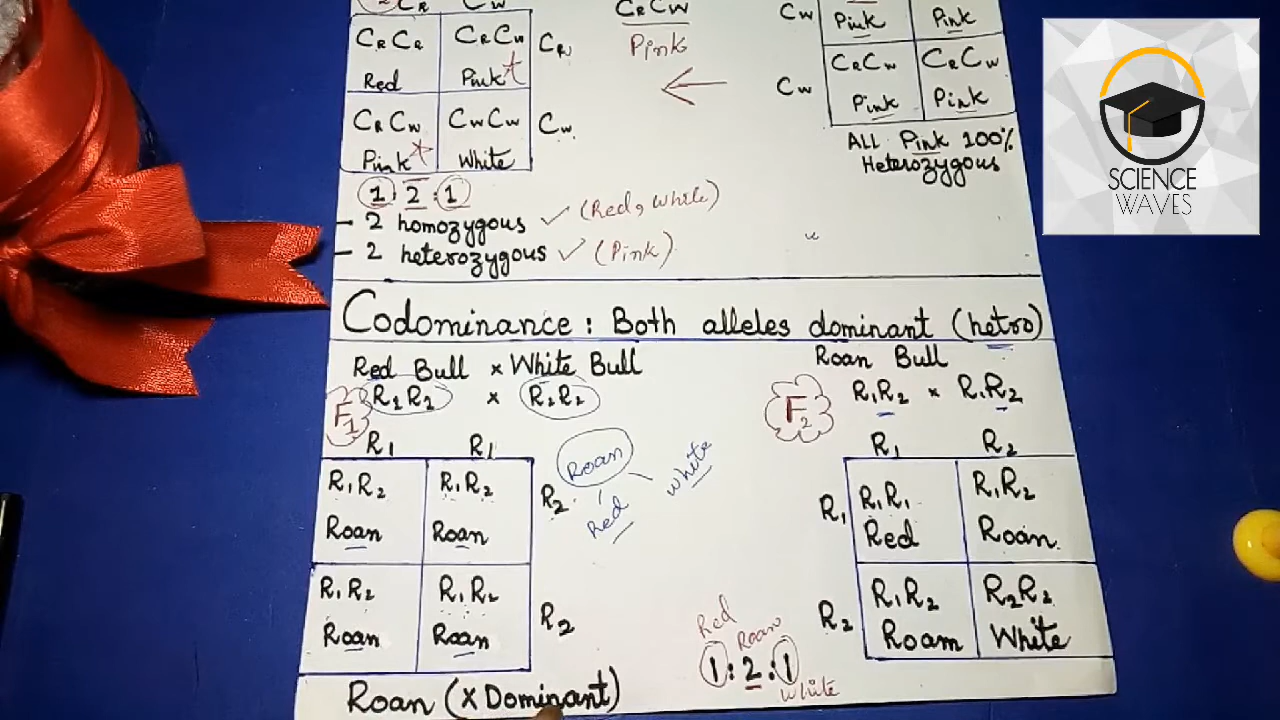 CR CW
CRCR CRCW CR
Red Pink
CRCW CWCW CW
Pink White
1:2:1
- 2 homozygous (Red, White)
- 2 heterozygous (Pink)
CRCW
Pink
CW Pink Pink
CRCW CRCW
CW
Pink Pink
ALL Pink 100%
Heterozygous
SCIENCE
WAVES
Codominance: Both alleles dominant (hetro)
Red Bull × White Bull
× R2R2
F1
R1 R1
R1R2 R1R2 R2
Roan Roan
R1R2 R1R2 R2
Roan Roan
Roan
Red
White
Roan (X Dominant)
Roan Bull
F2
R1R2 × R1R2
R1 R2
R1 R1R1 R1R2
Red Roan
R2 R1R2 R2R2
Roam White
Red
Roan
1:2:1
White